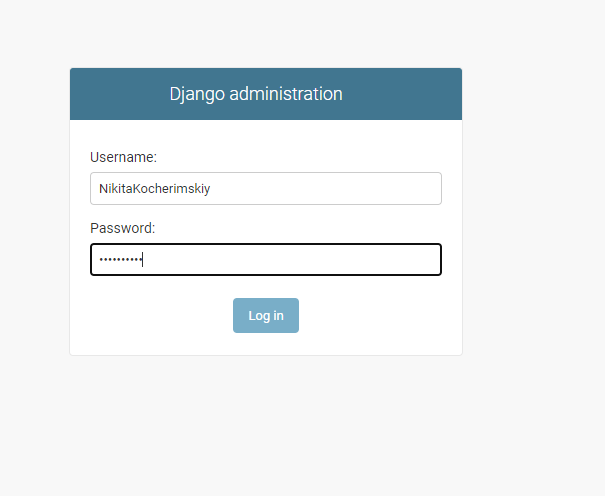 Django administration
Username:
NikitaKocherimskiy
Password:
••••••••••
Log in